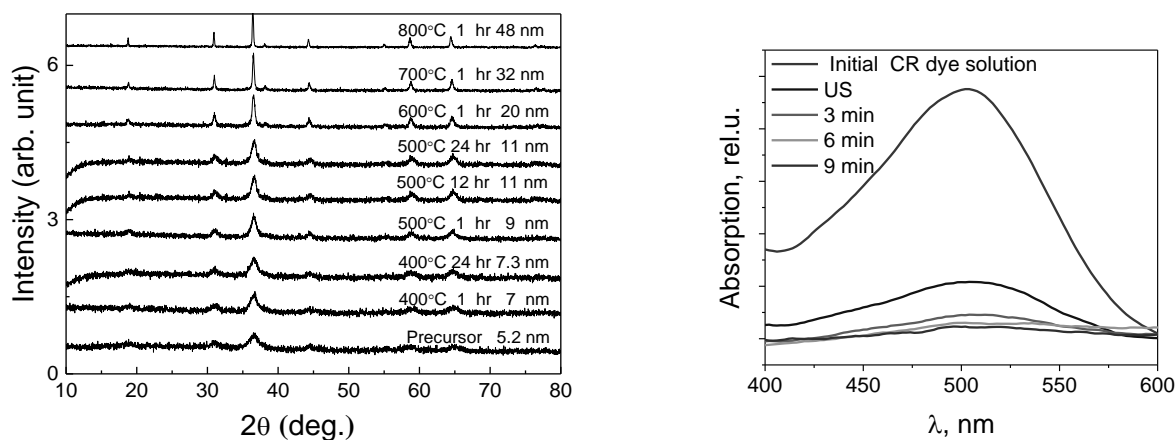 800°C 1 hr 48 nm
6
700°C 1 hr 32 nm
600°C 1 hr 20 nm
500°C 24 hr 11 nm
500°C 12 hr 11 nm
3
500°C 1 hr 9 nm
400°C 24 hr 7.3 nm
400°C 1 hr 7 nm
Precursor 5.2 nm
0
10 20 30 40 50 60 70 80
2θ (deg.)
Intensity (arb. unit)
Initial CR dye solution
US
3 min
6 min
9 min
400 450 500 550 600
λ, nm
Absorption, rel.u.